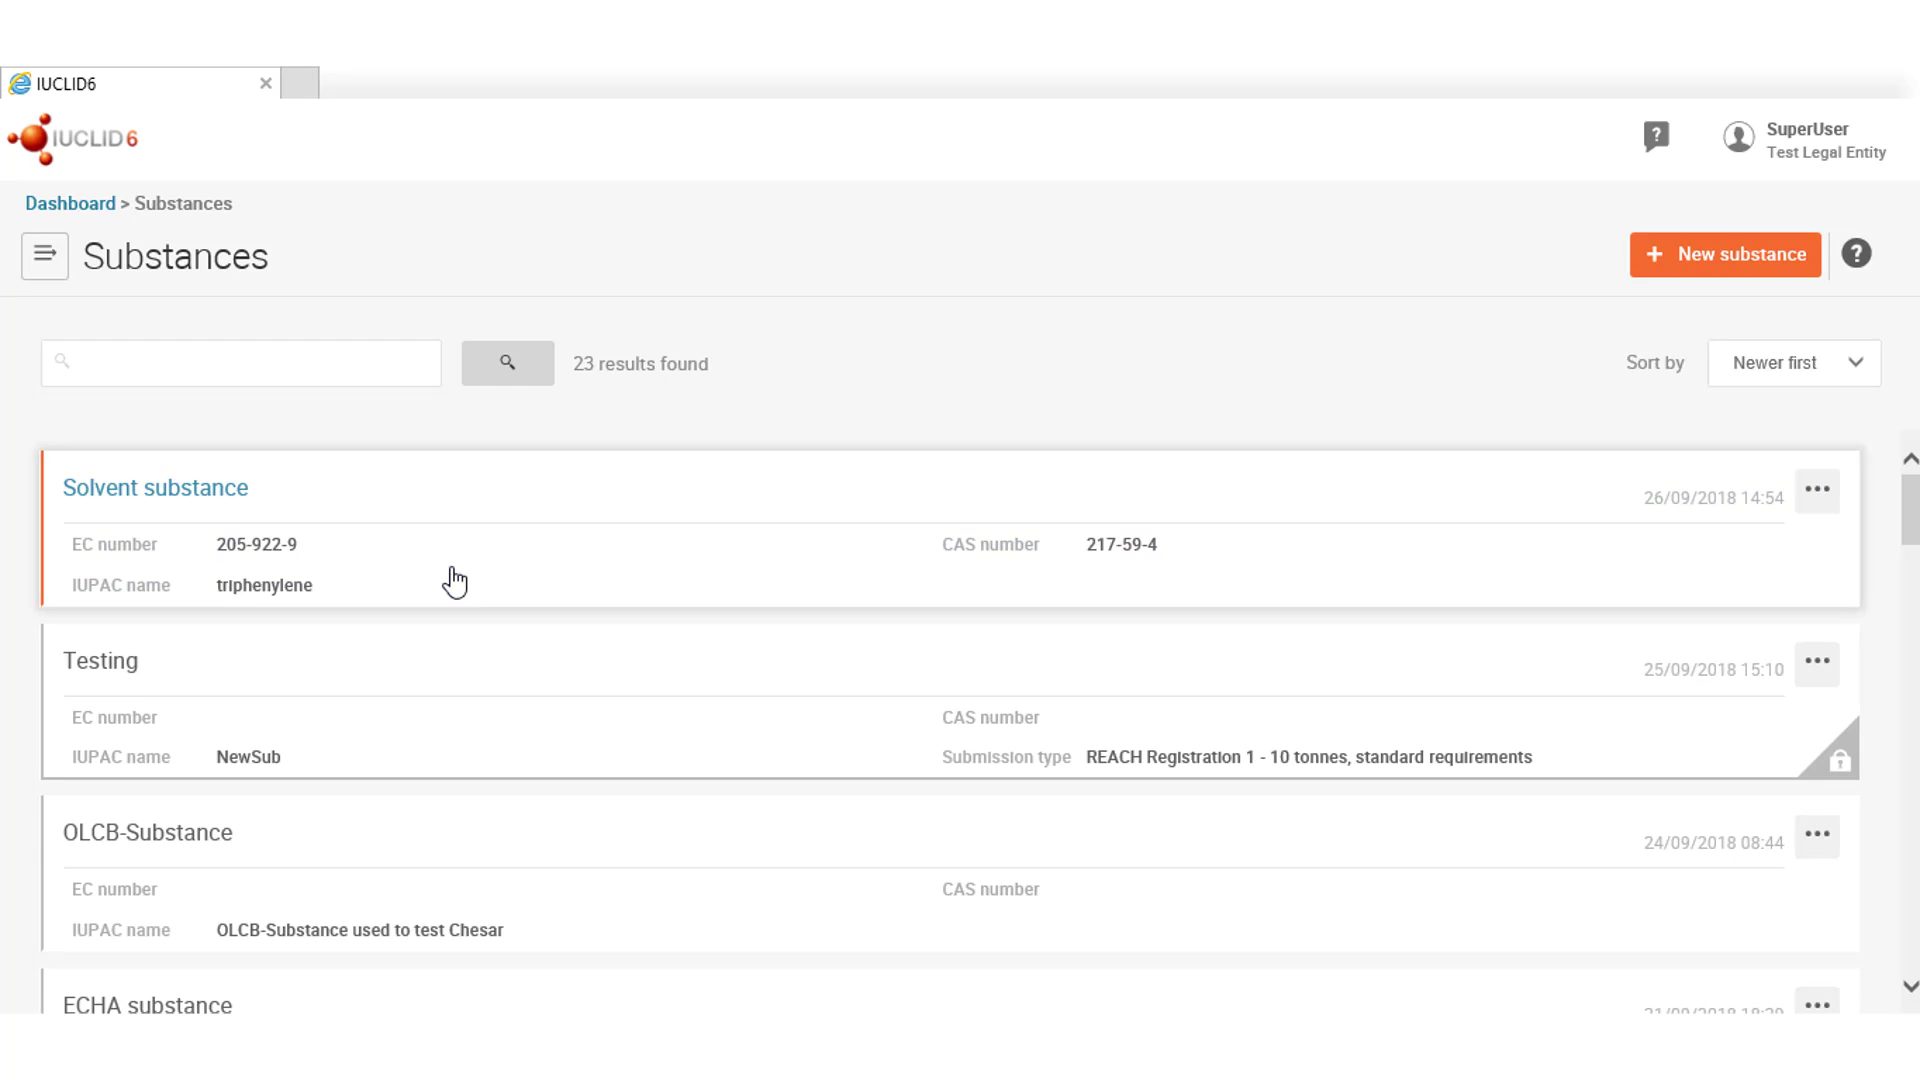 IUCLID6
IUCLID 6
SuperUser
Test Legal Entity
Dashboard > Substances
Substances
+ New substance
23 results found
Sort by
Newer first
Solvent substance
26/09/2018 14:54
EC number 205-922-9 CAS number 217-59-4
IUPAC name triphenylene
Testing
25/09/2018 15:10
EC number CAS number
IUPAC name NewSub Submission type REACH Registration 1 - 10 tonnes, standard requirements
OLCB-Substance
24/09/2018 08:44
EC number CAS number
IUPAC name OLCB-Substance used to test Chesar
ECHA substance